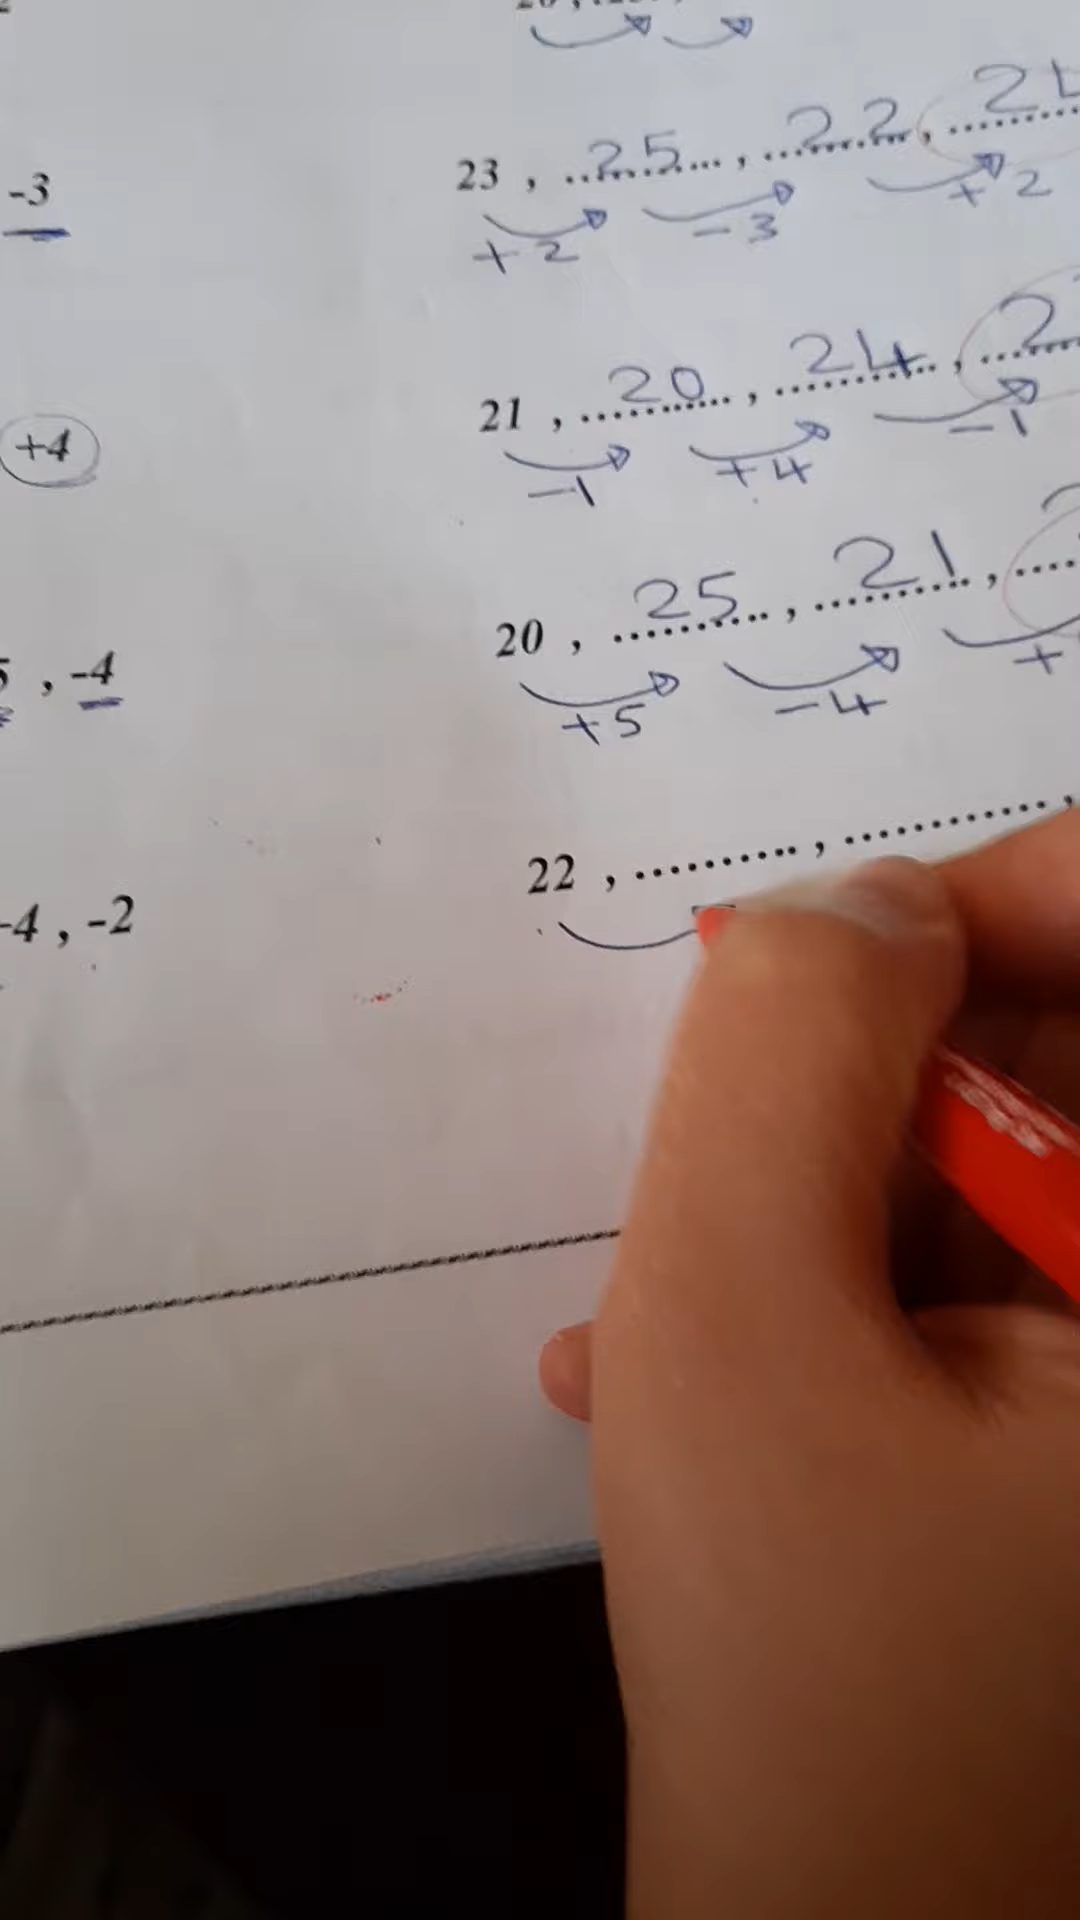 -3
23 , 25 , 22 , 24
+2 -3 +2
+4
21 , 20 , 24 ,
-1 +4 -1
, -4
20 , 25 , 21 ,
+5 -4 +
-4 , -2
22 , .......... , ............ ,